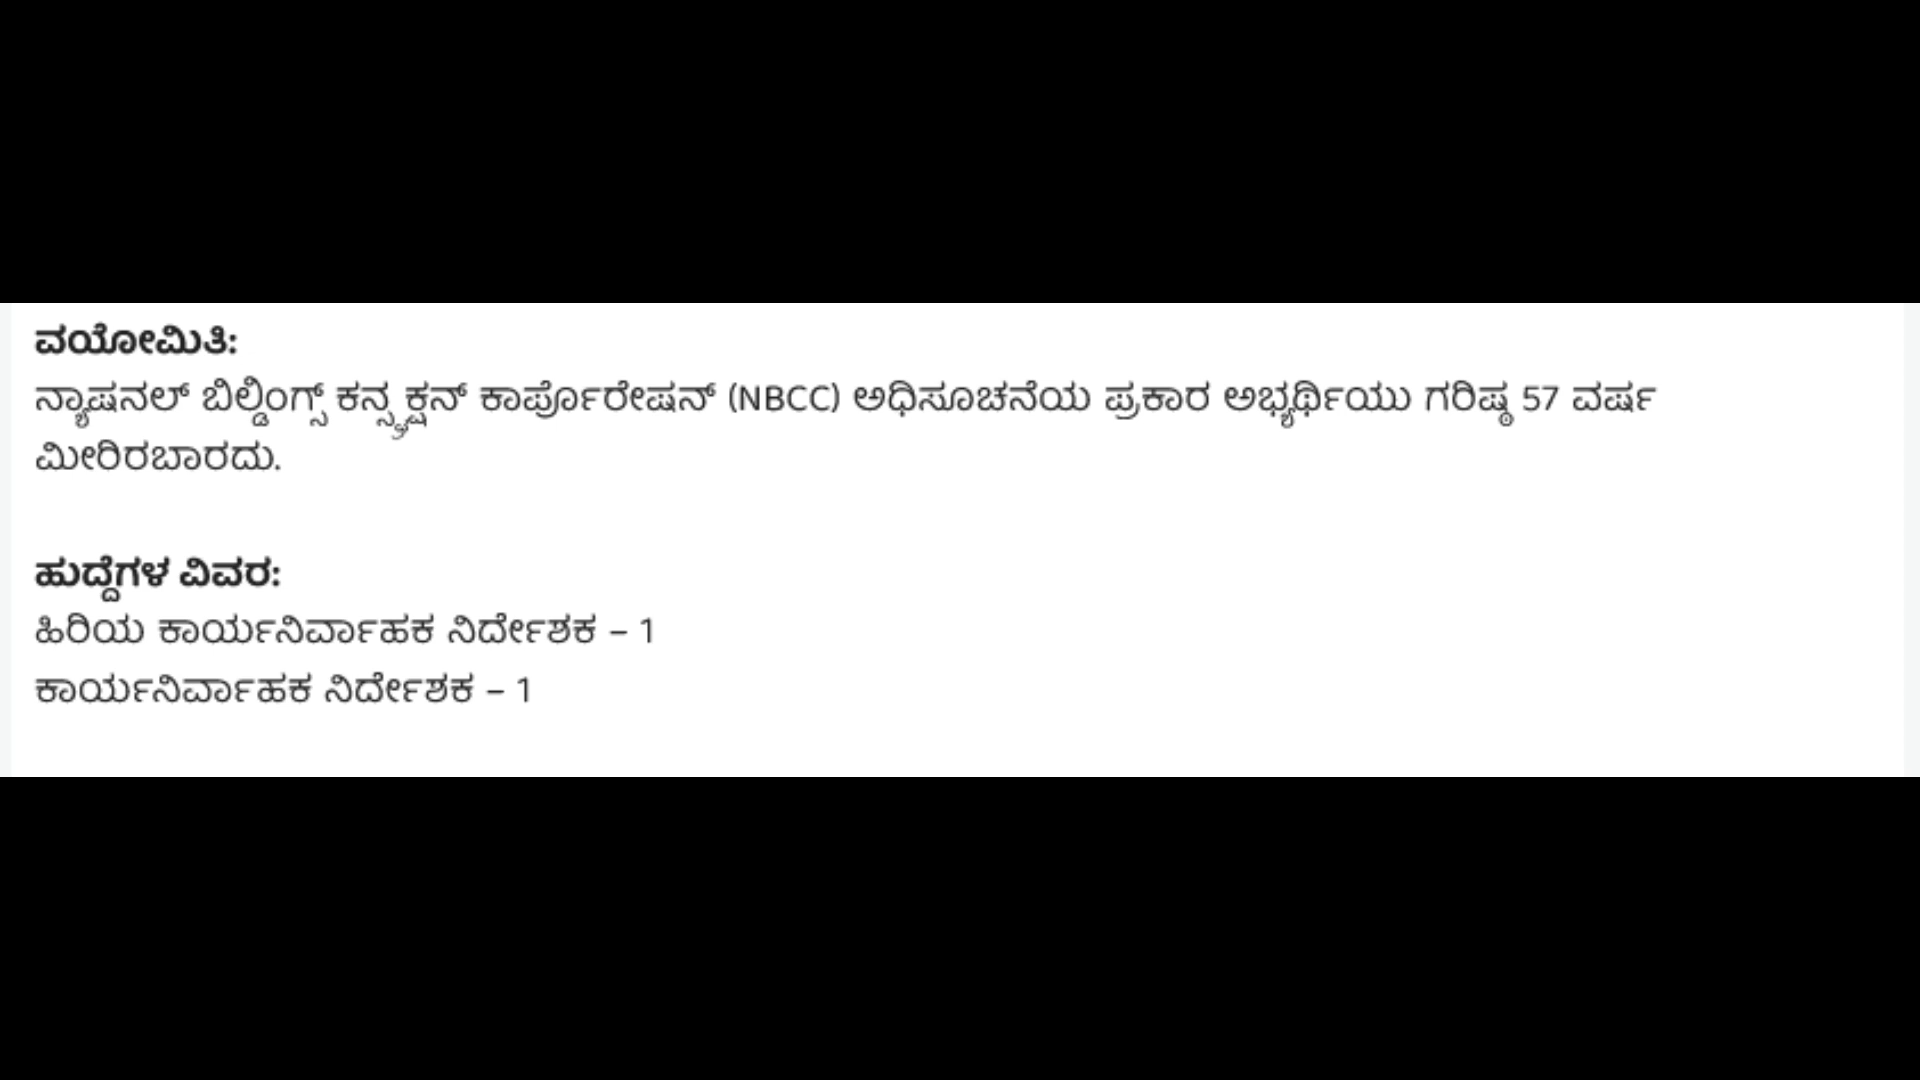 ವಯೋಮಿತಿ:
ನ್ಯಾಷನಲ್ ಬಿಲ್ಡಿಂಗ್ಸ್ ಕನ್ಸ್ಟ್ರಕ್ಷನ್ ಕಾರ್ಪೊರೇಷನ್ (NBCC) ಅಧಿಸೂಚನೆಯ ಪ್ರಕಾರ ಅಭ್ಯರ್ಥಿಯು ಗರಿಷ್ಠ 57 ವರ್ಷ
ಮೀರಿರಬಾರದು.
ಹುದ್ದೆಗಳ ವಿವರ:
ಹಿರಿಯ ಕಾರ್ಯನಿರ್ವಾಹಕ ನಿರ್ದೇಶಕ – 1
ಕಾರ್ಯನಿರ್ವಾಹಕ ನಿರ್ದೇಶಕ – 1